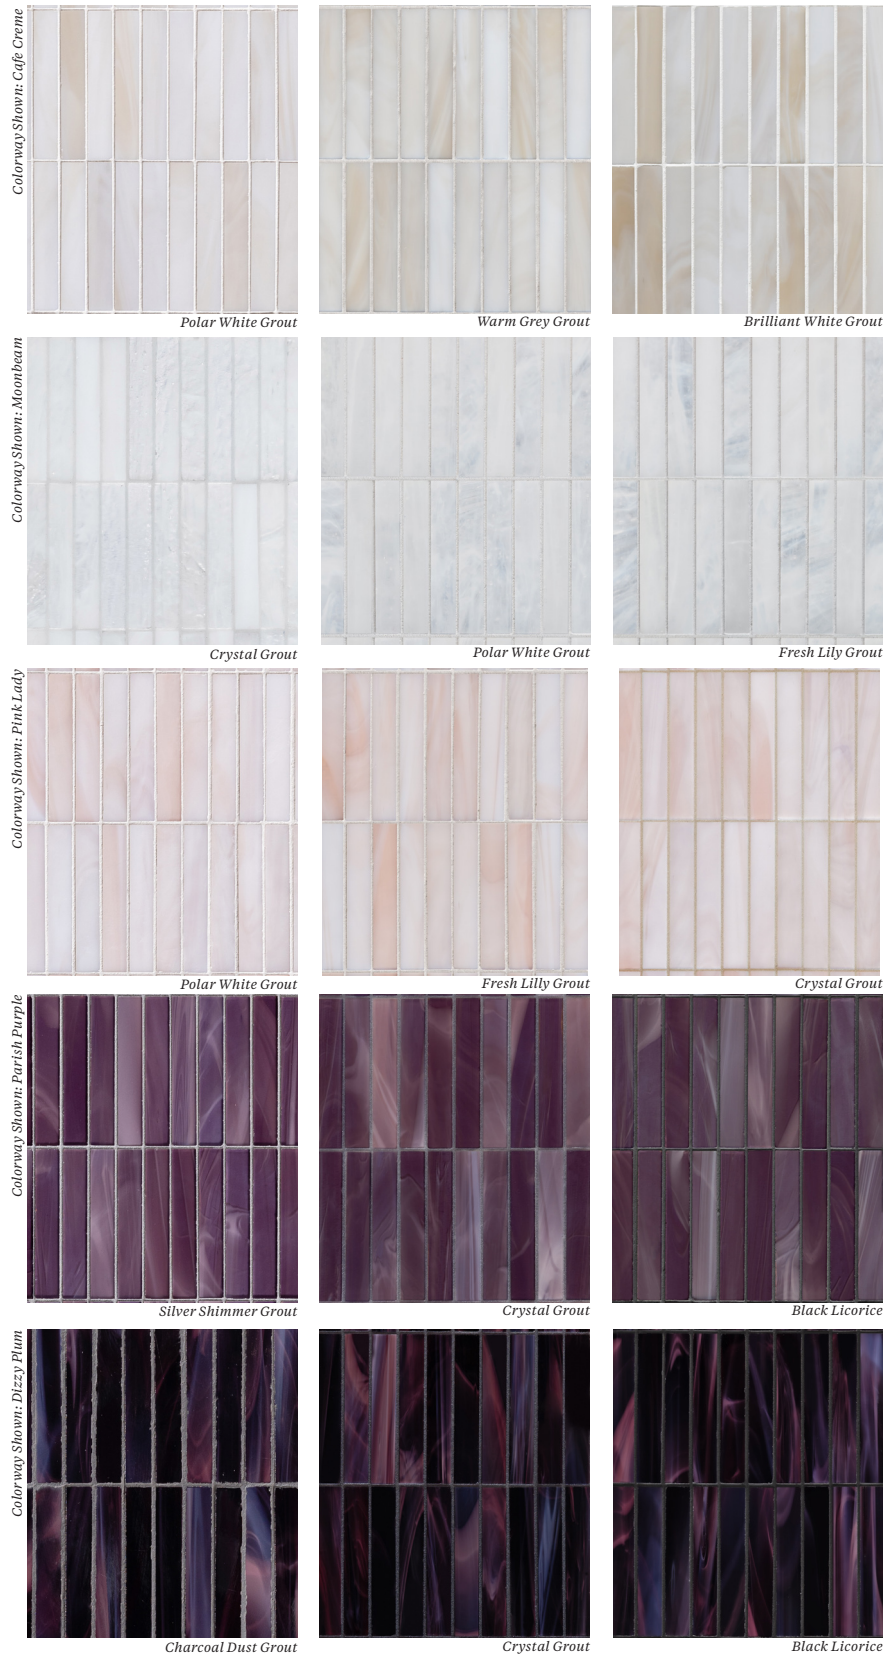 Colorway Shown: Cafe Creme
Polar White Grout
Warm Grey Grout
Brilliant White Grout
Colorway Shown: Moonbeam
Crystal Grout
Polar White Grout
Fresh Lily Grout
Colorway Shown: Pink Lady
Polar White Grout
Fresh Lilly Grout
Crystal Grout
Colorway Shown: Parish Purple
Silver Shimmer Grout
Crystal Grout
Black Licorice
Colorway Shown: Dizzy Plum
Charcoal Dust Grout
Crystal Grout
Black Licorice